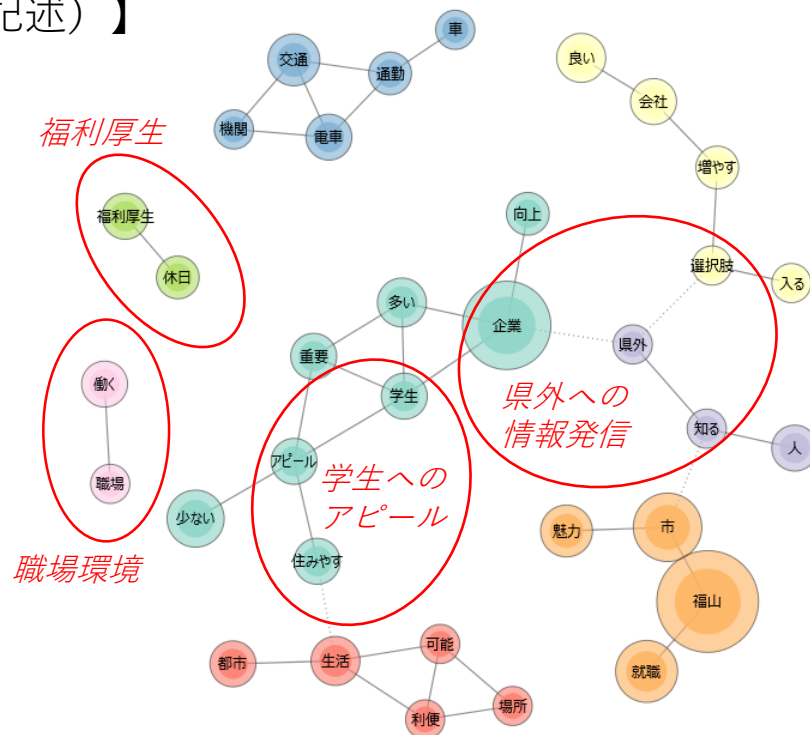 記述）】
車
交通
通勤
良い
会社
機関
電車
福利厚生
増やす
福利厚生
向上
休日
選択肢
入る
多い
企業
県外
重要
働く
学生
県外への
情報発信
知る
人
アピール
職場
学生への
アピール
少ない
魅力
市
住みやす
職場環境
福山
可能
都市
生活
就職
場所
利便